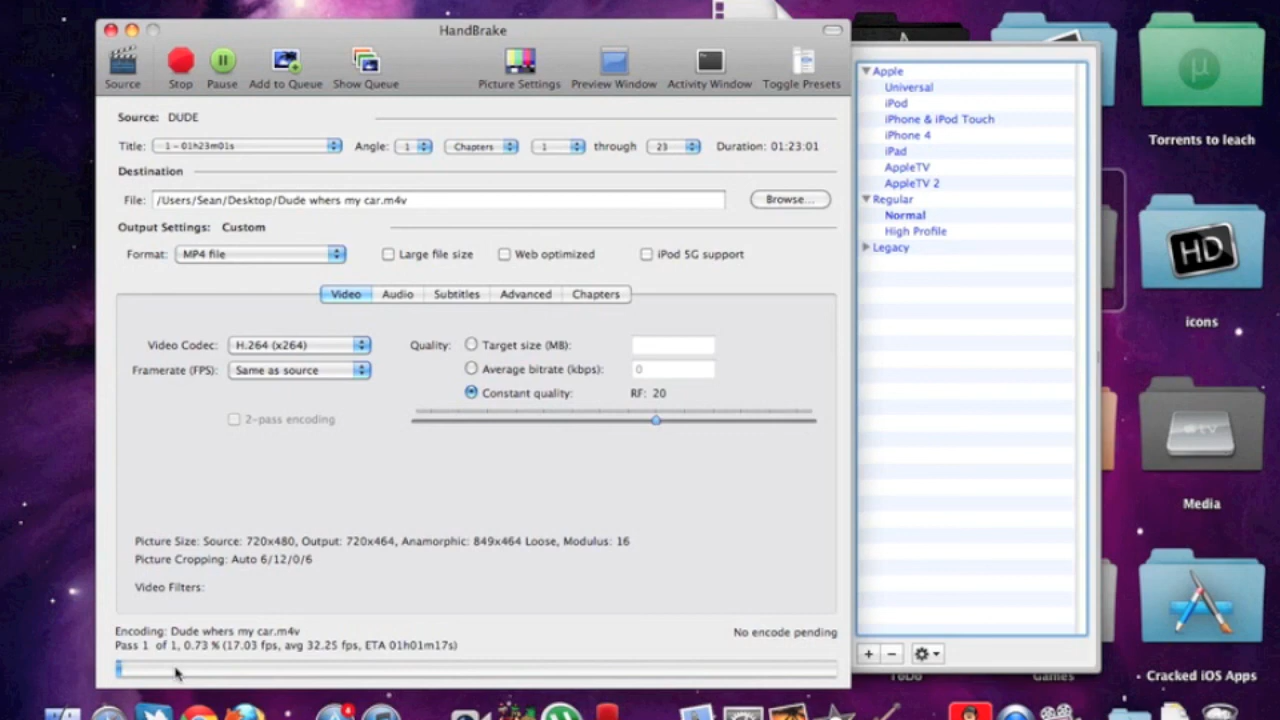 HandBrake
Source Stop Pause Add to Queue Show Queue Picture Settings Preview Window Activity Window Toggle Presets
Source: DUDE
Title: 1 - 01h23m01s Angle: 1 Chapters 1 through 23 Duration: 01:23:01
Destination
File: /Users/Sean/Desktop/Dude whers my car.m4v Browse...
Output Settings: Custom
Format: MP4 file Large file size Web optimized iPod 5G support
Video Audio Subtitles Advanced Chapters
Video Codec: H.264 (x264) Quality: Target size (MB):
Framerate (FPS): Same as source Average bitrate (kbps): 0
Constant quality: RF: 20
2-pass encoding
Picture Size: Source: 720x480, Output: 720x464, Anamorphic: 849x464 Loose, Modulus: 16
Picture Cropping: Auto 6/12/0/6
Video Filters:
Encoding: Dude whers my car.m4v
Pass 1 of 1, 0.73 % (17.03 fps, avg 32.25 fps, ETA 01h01m17s)
No encode pending
Apple
Universal
iPod
iPhone & iPod Touch
iPhone 4
iPad
AppleTV
AppleTV 2
Regular
Normal
High Profile
Legacy
ToDo
Games
µ
Torrents to leach
HD
icons
tv
Media
Cracked iOS Apps
4